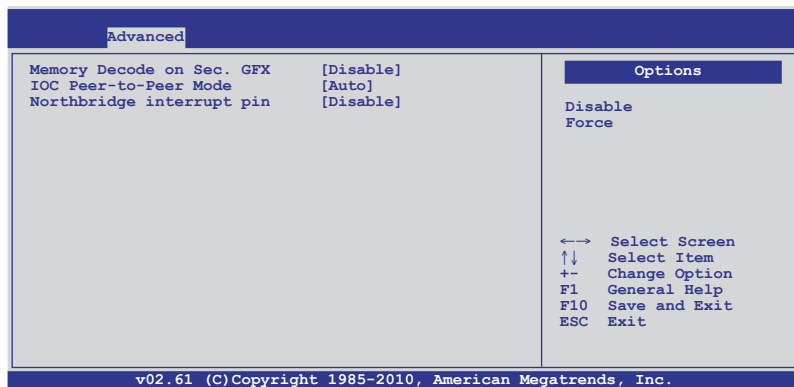 Advanced
Memory Decode on Sec. GFX [Disable]
IOC Peer-to-Peer Mode [Auto]
Northbridge interrupt pin [Disable]
Options
Disable
Force
←→ Select Screen
↑↓ Select Item
+- Change Option
F1 General Help
F10 Save and Exit
ESC Exit
v02.61 (C)Copyright 1985-2010, American Megatrends, Inc.